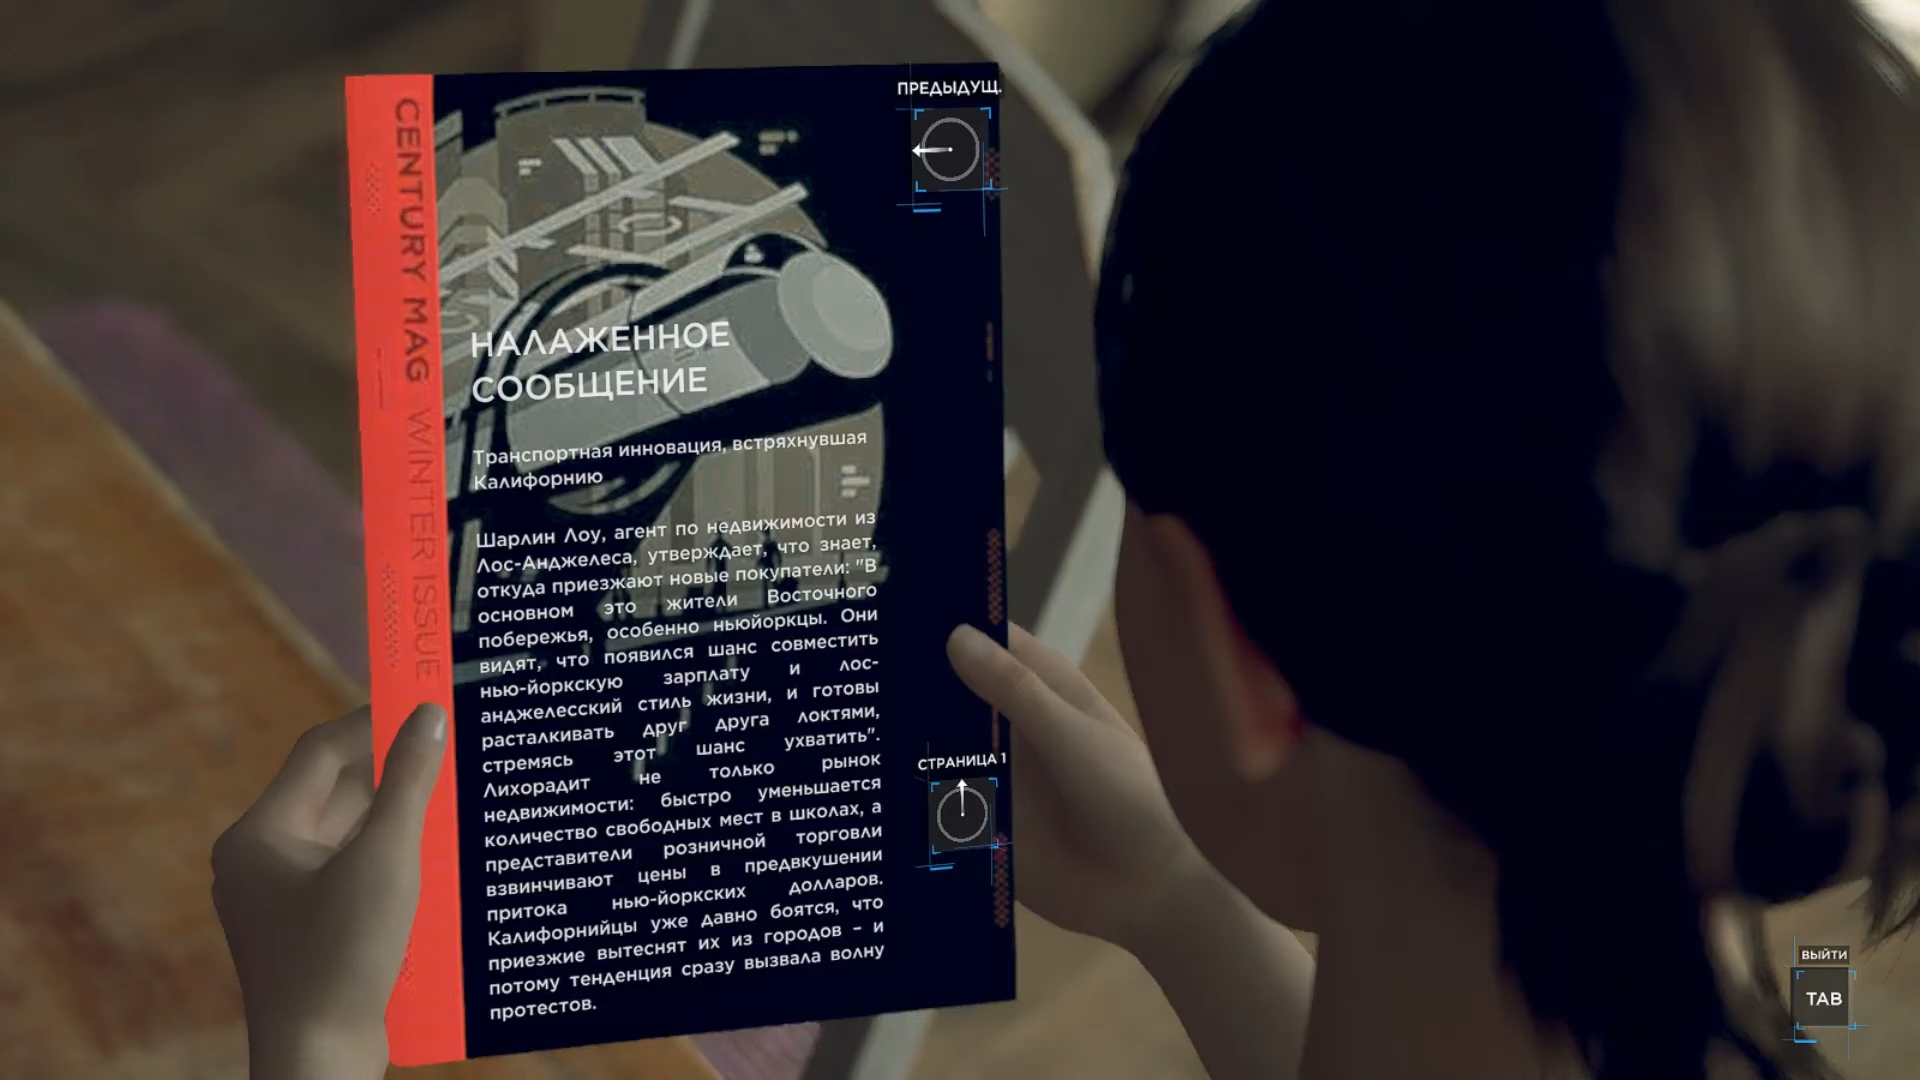 CENTURY MAG WINTER ISSUE
ПРЕДЫДУЩ.
НАЛАЖЕННОЕ
СООБЩЕНИЕ
Транспортная инновация, встряхнувшая
Калифорнию
Шарлин Лоу, агент по недвижимости из
Лос-Анджелеса, утверждает, что знает,
откуда приезжают новые покупатели: "В
основном это жители Восточного
побережья, особенно ньюйоркцы. Они
видят, что появился шанс совместить
нью-йоркскую зарплату и лос-
анджелесский стиль жизни, и готовы
расталкивать друг друга локтями,
стремясь этот шанс ухватить".
Лихорадит не только рынок
недвижимости: быстро уменьшается
количество свободных мест в школах, а
представители розничной торговли
взвинчивают цены в предвкушении
притока нью-йоркских долларов.
Калифорнийцы уже давно боятся, что
приезжие вытеснят их из городов – и
потому тенденция сразу вызвала волну
протестов.
СТРАНИЦА 1
ВЫЙТИ
TAB